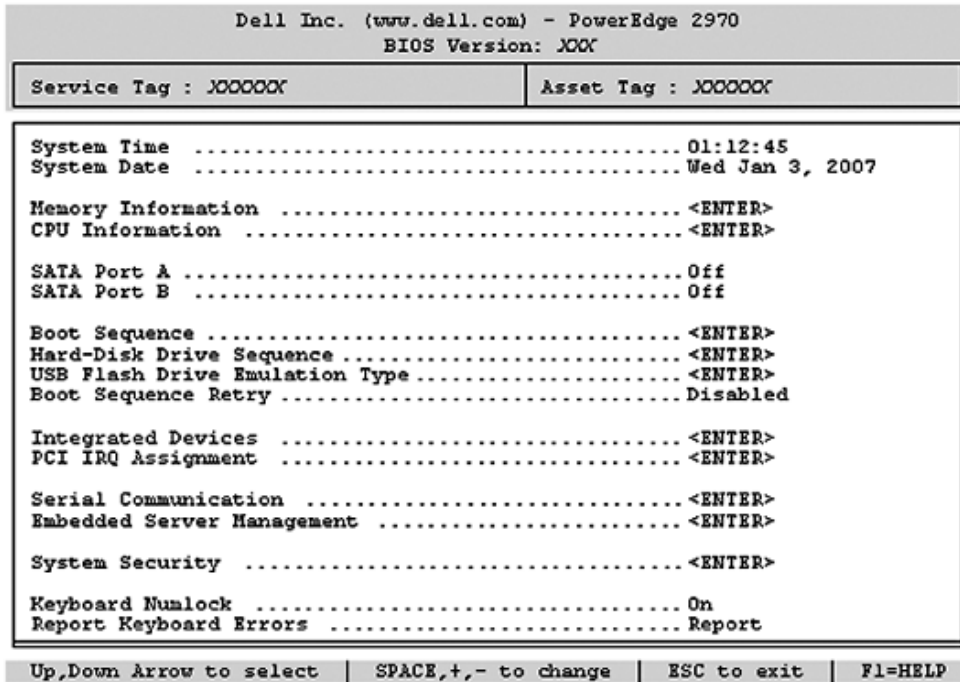 Dell Inc. (www.dell.com) - PowerEdge 2970
BIOS Version: XXX
Service Tag : XXXXXX
Asset Tag : XXXXXX
System Time ........................................ 01:12:45
System Date ........................................ Wed Jan 3, 2007
Memory Information ................................. <ENTER>
CPU Information .................................... <ENTER>
SATA Port A ......................................... Off
SATA Port B ........................................ Off
Boot Sequence ....................................... <ENTER>
Hard-Disk Drive Sequence ............................ <ENTER>
USB Flash Drive Emulation Type ...................... <ENTER>
Boot Sequence Retry ................................. Disabled
Integrated Devices ................................. <ENTER>
PCI IRQ Assignment ................................. <ENTER>
Serial Communication ............................... <ENTER>
Embedded Server Management ......................... <ENTER>
System Security .................................... <ENTER>
Keyboard Numlock ................................... On
Report Keyboard Errors ............................. Report
Up,Down Arrow to select | SPACE,+,- to change | ESC to exit | F1=HELP